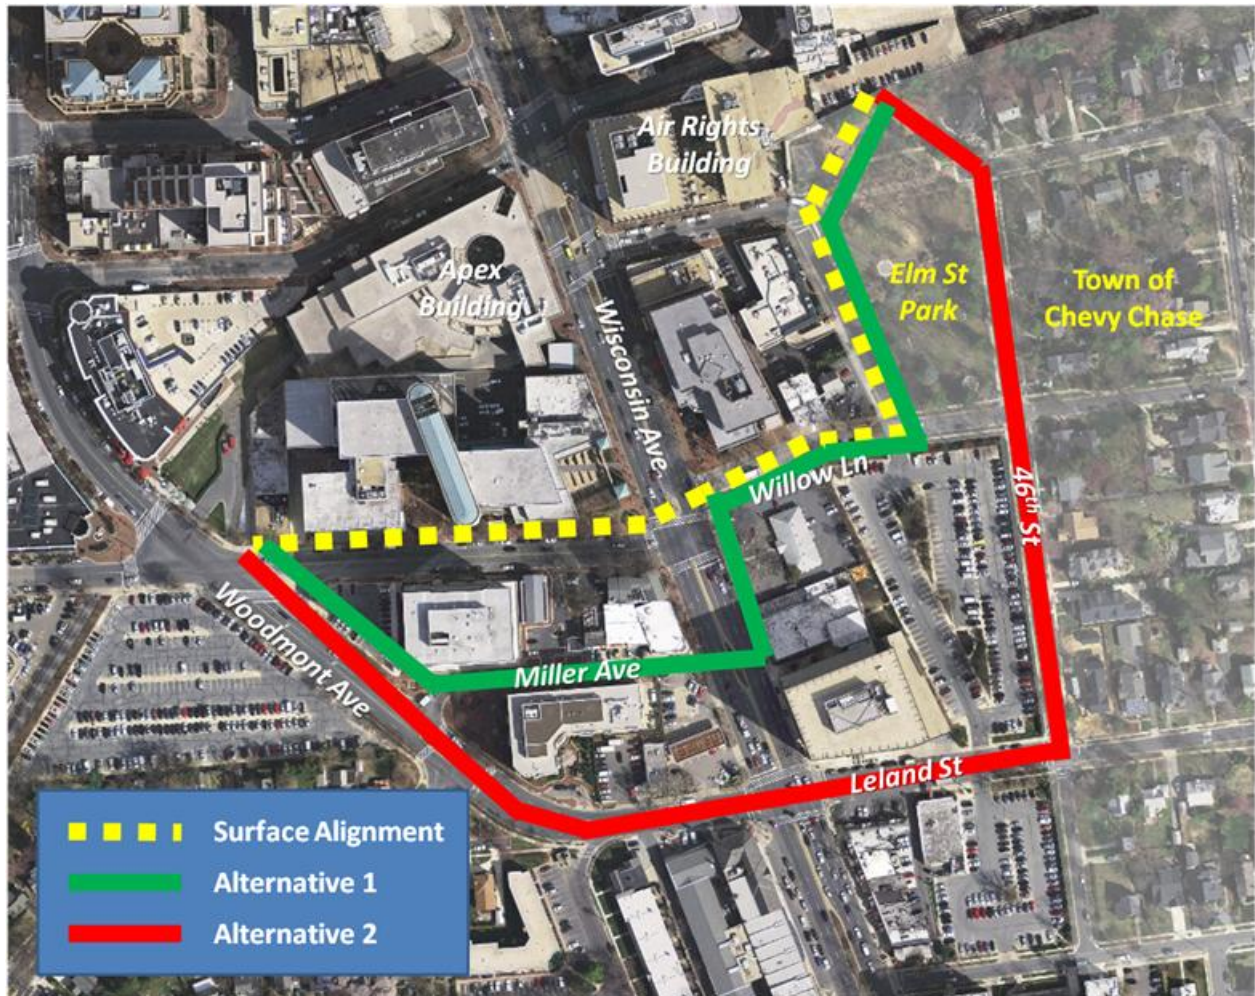 Air Rights
Building
Apex
Building
Wisconsin Ave
Elm St
Park
Town of
Chevy Chase
Willow Ln
46th St
Woodmont Ave
Miller Ave
Leland St
Surface Alignment
Alternative 1
Alternative 2